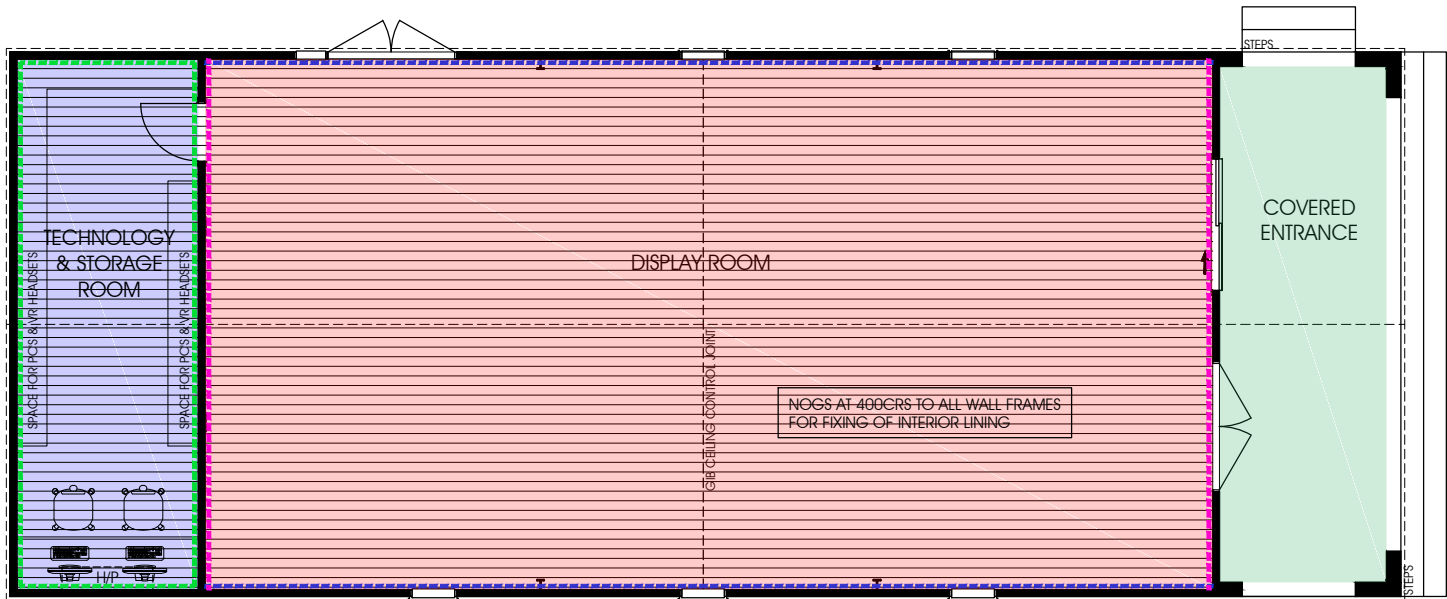 STEPS
TECHNOLOGY
& STORAGE
ROOM
SPACE FOR PCS & VR HEADSETS
SPACE FOR PCS & VR HEADSETS
DISPLAY ROOM
COVERED
ENTRANCE
GIB CEILING CONTROL JOINT
NOGS AT 400CRS TO ALL WALL FRAMES
FOR FIXING OF INTERIOR LINING
H/P
STEPS